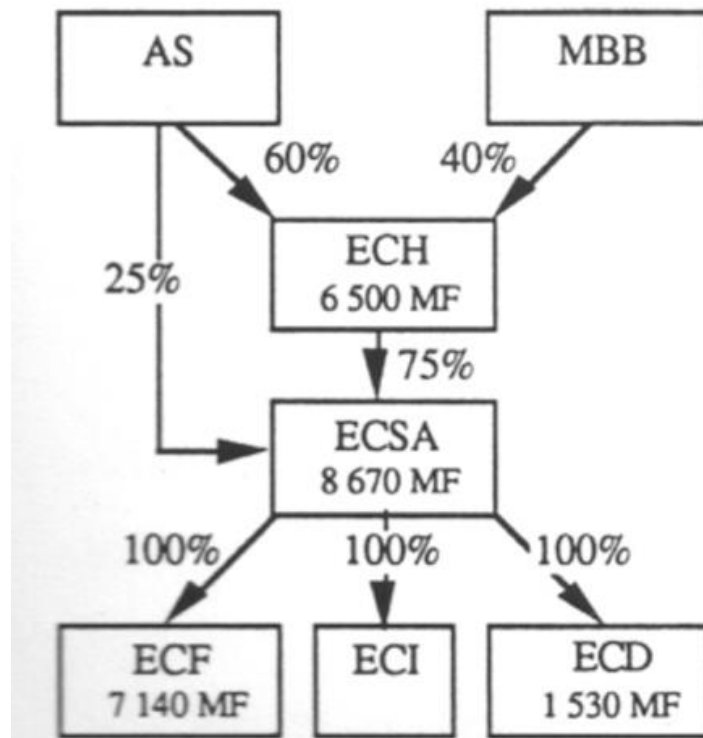 AS
MBB
60%
40%
ECH
6 500 MF
25%
75%
ECSA
8 670 MF
100%
100%
100%
ECF
7 140 MF
ECI
ECD
1 530 MF